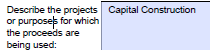 Describe the projects
or purposes for which
the proceeds are
being used:
Capital Construction